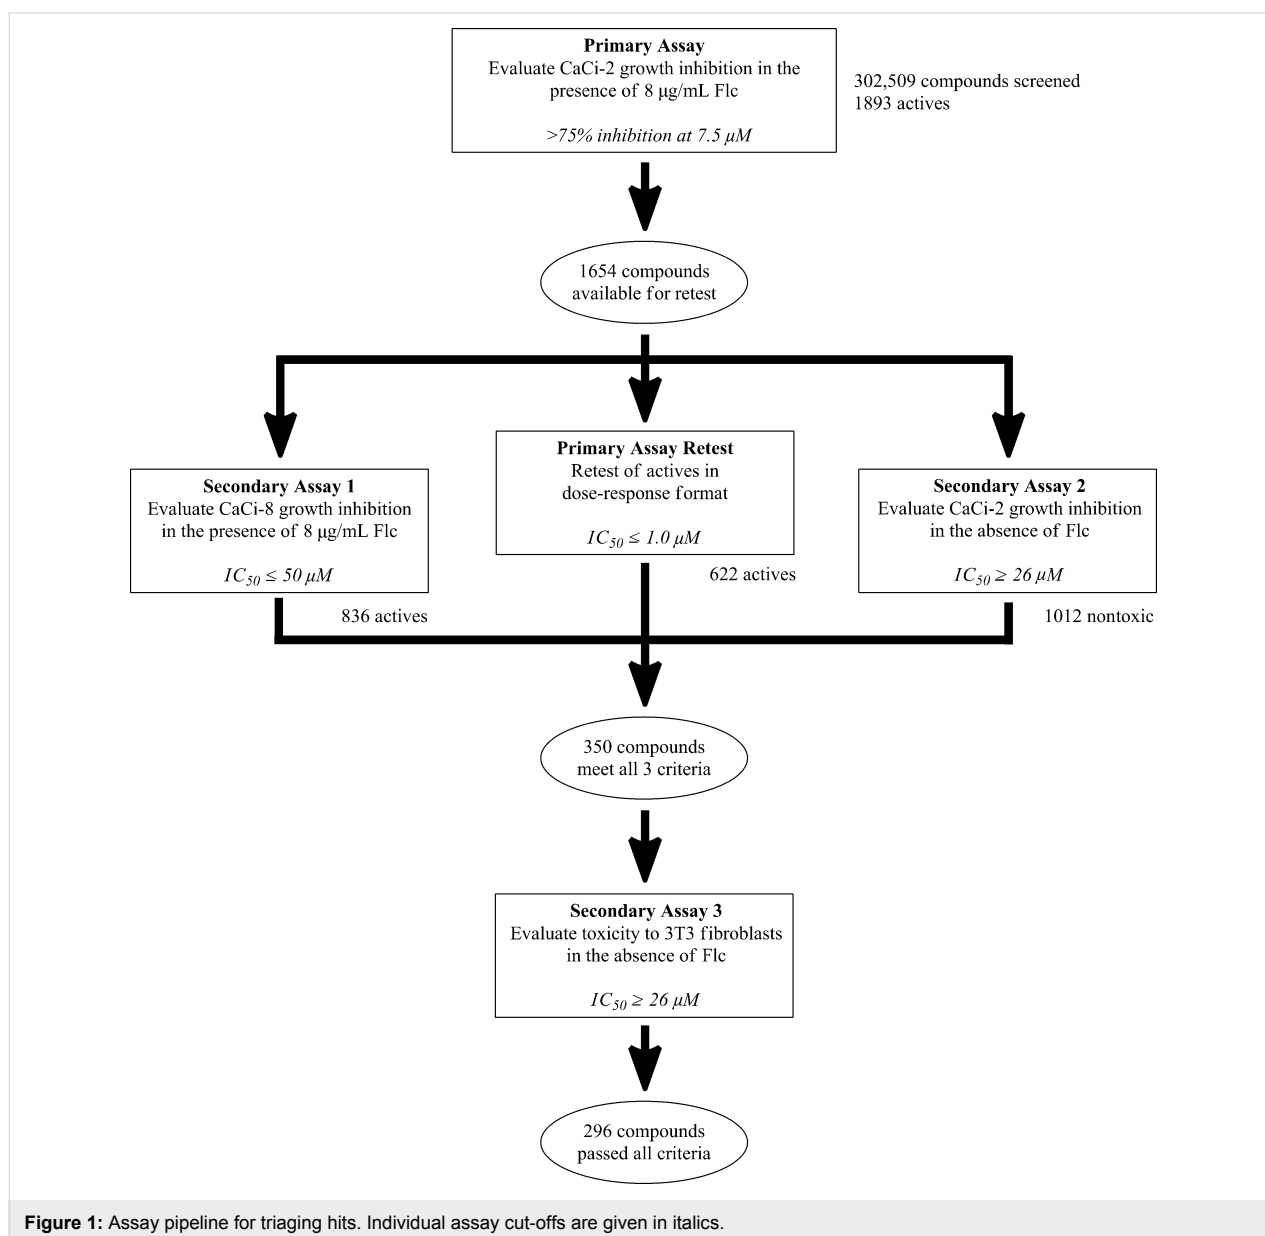 Primary Assay
Evaluate CaCi-2 growth inhibition in the
presence of 8 µg/mL Flc
>75% inhibition at 7.5 µM
302,509 compounds screened
1893 actives
1654 compounds
available for retest
Secondary Assay 1
Evaluate CaCi-8 growth inhibition
in the presence of 8 µg/mL Flc
IC50 ≤ 50 µM
836 actives
Primary Assay Retest
Retest of actives in
dose-response format
IC50 ≤ 1.0 µM
622 actives
Secondary Assay 2
Evaluate CaCi-2 growth inhibition
in the absence of Flc
IC50 ≥ 26 µM
1012 nontoxic
350 compounds
meet all 3 criteria
Secondary Assay 3
Evaluate toxicity to 3T3 fibroblasts
in the absence of Flc
IC50 ≥ 26 µM
296 compounds
passed all criteria
Figure 1: Assay pipeline for triaging hits. Individual assay cut-offs are given in italics.